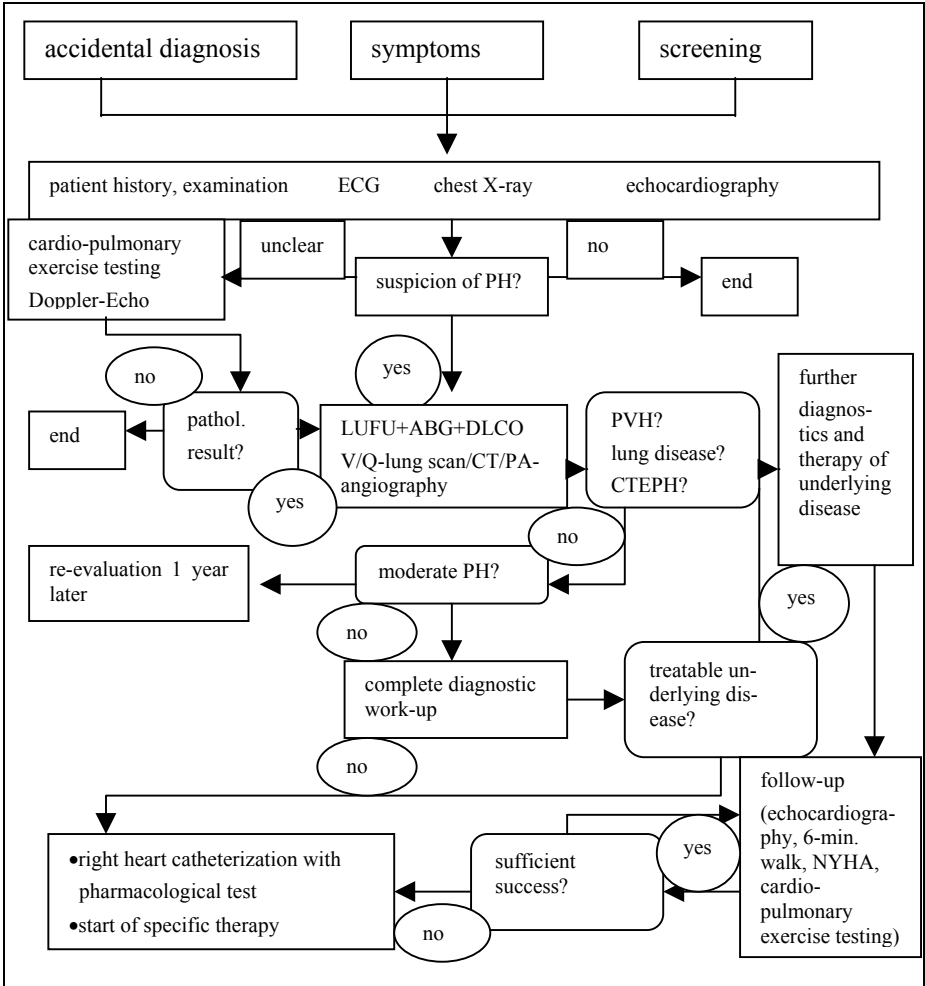 accidental diagnosis
symptoms
screening
patient history, examination ECG chest X-ray echocardiography
cardio-pulmonary
exercise testing
Doppler-Echo
unclear
suspicion of PH?
no
end
no
yes
further
diagnos-
tics and
therapy of
underlying
disease
end
pathol.
result?
LUFU+ABG+DLCO
V/Q-lung scan/CT/PA-
angiography
PVH?
lung disease?
CTEPH?
yes
no
re-evaluation 1 year
later
moderate PH?
yes
no
complete diagnostic
work-up
treatable un-
derlying dis-
ease?
no
follow-up
(echocardiogra-
phy, 6-min.
walk, NYHA,
cardio-
pulmonary
exercise testing)
•right heart catheterization with
pharmacological test
•start of specific therapy
sufficient
success?
yes
no